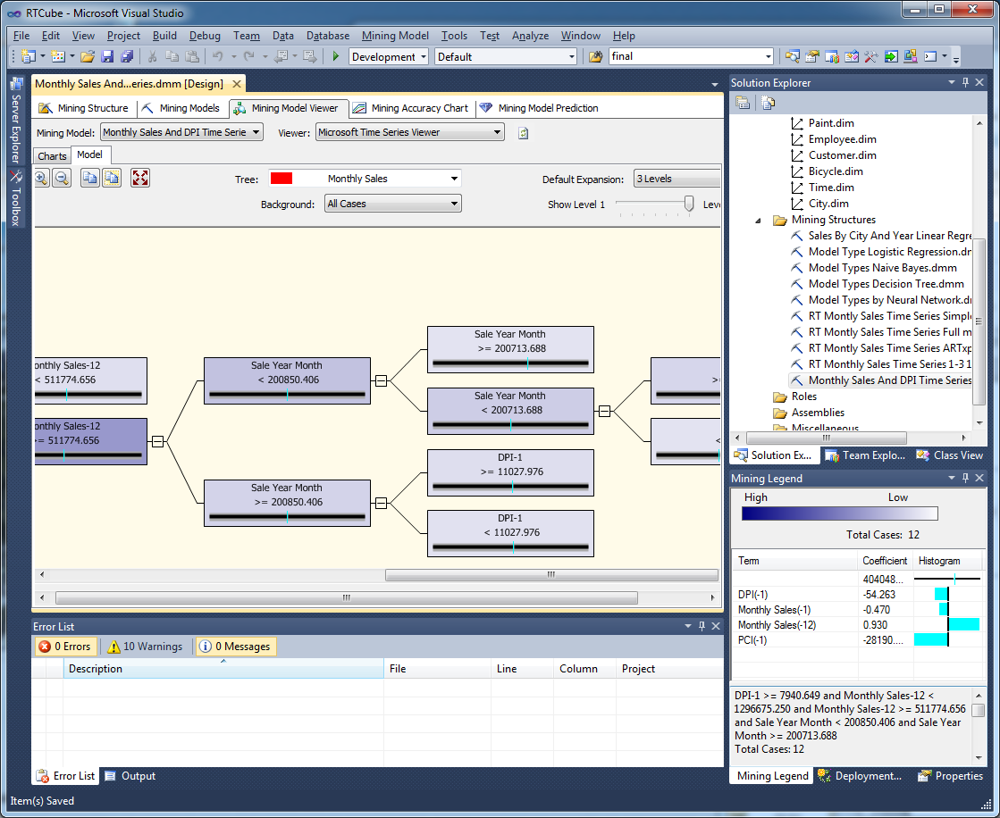 RTCube - Microsoft Visual Studio
File Edit View Project Build Debug Team Data Database Mining Model Tools Test Analyze Window Help
Development Default final
Server Explorer
Toolbox
Monthly Sales And...eries.dmm [Design]
Mining Structure Mining Models Mining Model Viewer Mining Accuracy Chart Mining Model Prediction
Mining Model: Monthly Sales And DPI Time Serie Viewer: Microsoft Time Series Viewer
Charts Model
Tree: Monthly Sales Default Expansion: 3 Levels
Background: All Cases Show Level 1 Leve
Sale Year Month
>= 200713.688
onthly Sales-12
< 511774.656
Sale Year Month
< 200850.406
>=
Sale Year Month
< 200713.688
onthly Sales-12
>= 511774.656
<
DPI-1
>= 11027.976
Sale Year Month
>= 200850.406
DPI-1
< 11027.976
Error List
0 Errors 10 Warnings 0 Messages
Description File Line Column Project
Error List Output
Item(s) Saved
Solution Explorer
Paint.dim
Employee.dim
Customer.dim
Bicycle.dim
Time.dim
City.dim
Mining Structures
Sales By City And Year Linear Regre
Model Type Logistic Regression.dm
Model Types Naive Bayes.dmm
Model Types Decision Tree.dmm
Model Types by Neural Network.dm
RT Montly Sales Time Series Simple
RT Montly Sales Time Series Full m
RT Montly Sales Time Series ARTxp
RT Monthly Sales Time Series 1-3 1
Monthly Sales And DPI Time Series
Roles
Assemblies
Miscellaneous
Solution Ex... Team Explo... Class View
Mining Legend
High Low
Total Cases: 12
Term Coefficient Histogram
404048...
DPI(-1) -54.263
Monthly Sales(-1) -0.470
Monthly Sales(-12) 0.930
PCI(-1) -28190....
DPI-1 >= 7940.649 and Monthly Sales-12 <
1296675.250 and Monthly Sales-12 >= 511774.656
and Sale Year Month < 200850.406 and Sale Year
Month >= 200713.688
Total Cases: 12
Mining Legend Deployment... Properties